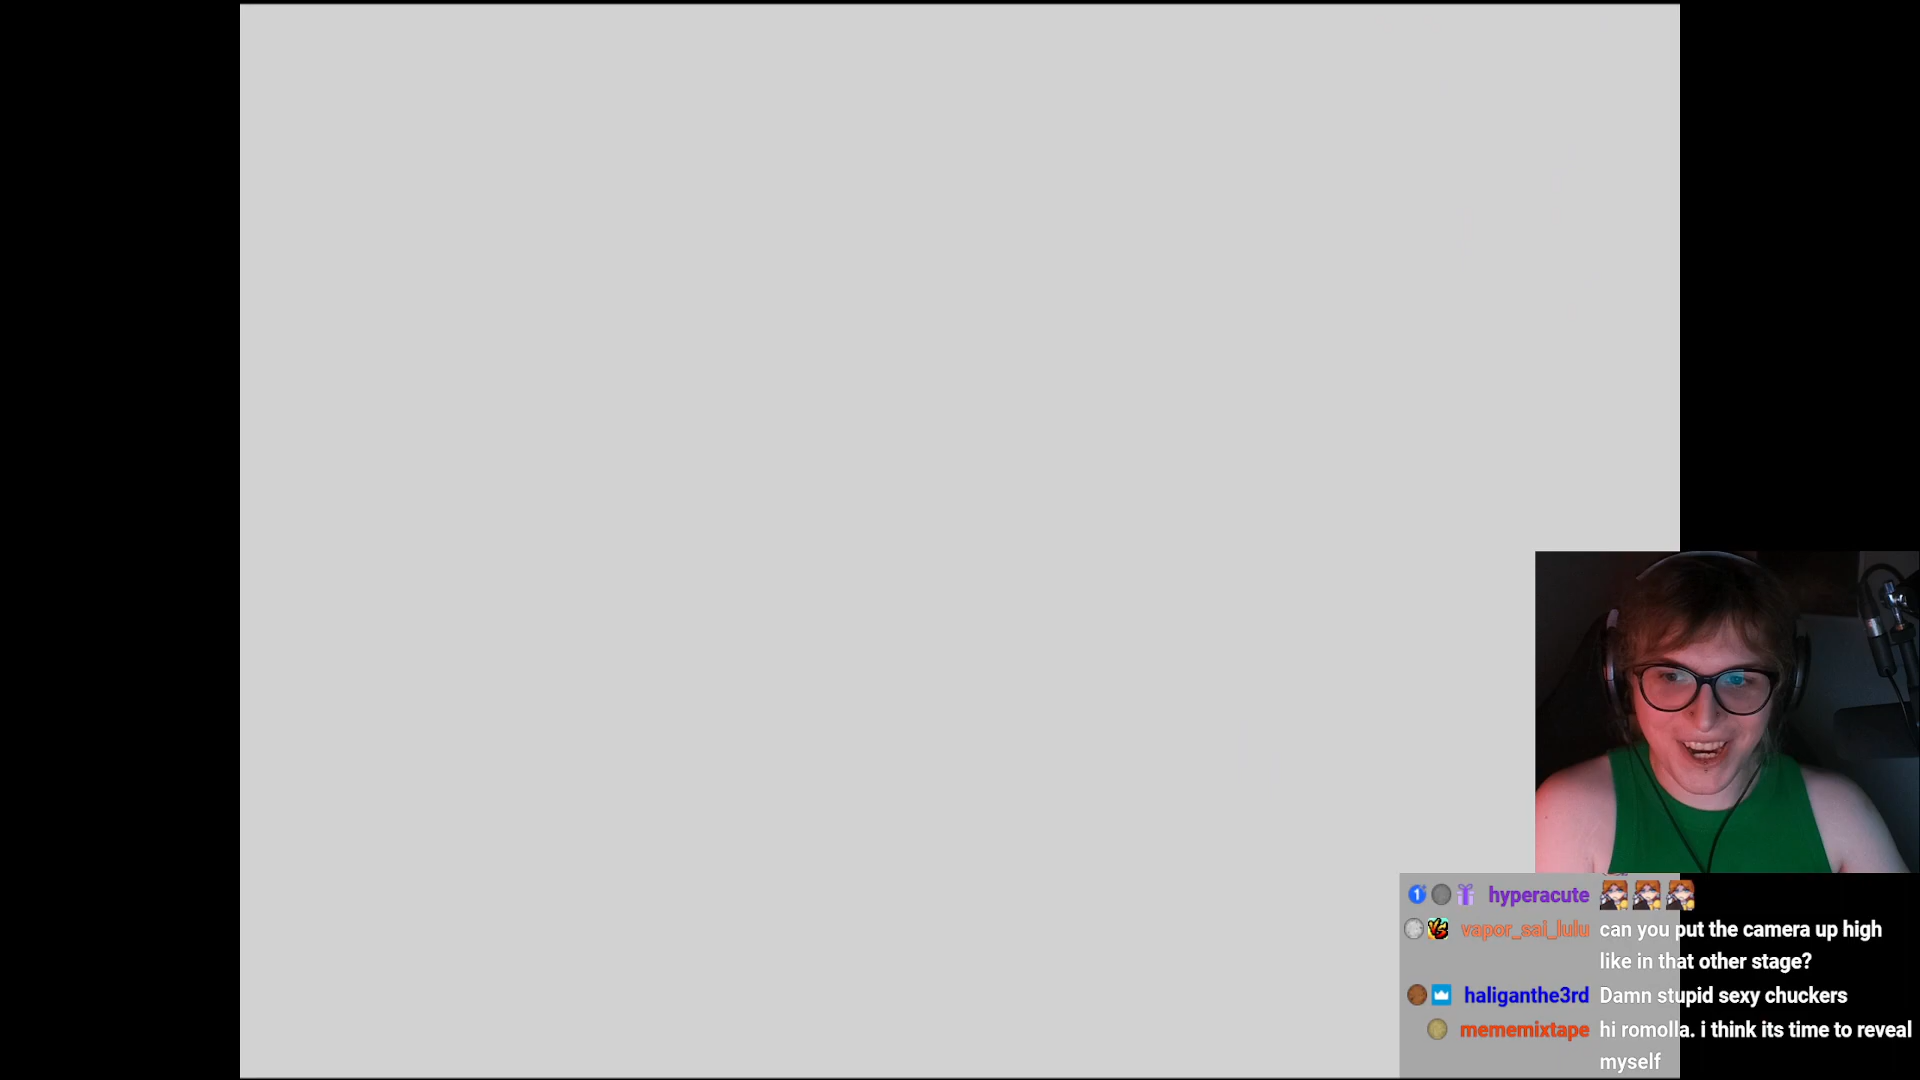 hyperacute
vapor_sai_lulu can you put the camera up high
like in that other stage?
haliganthe3rd Damn stupid sexy chuckers
mememixtape hi romolla. i think its time to reveal
myself